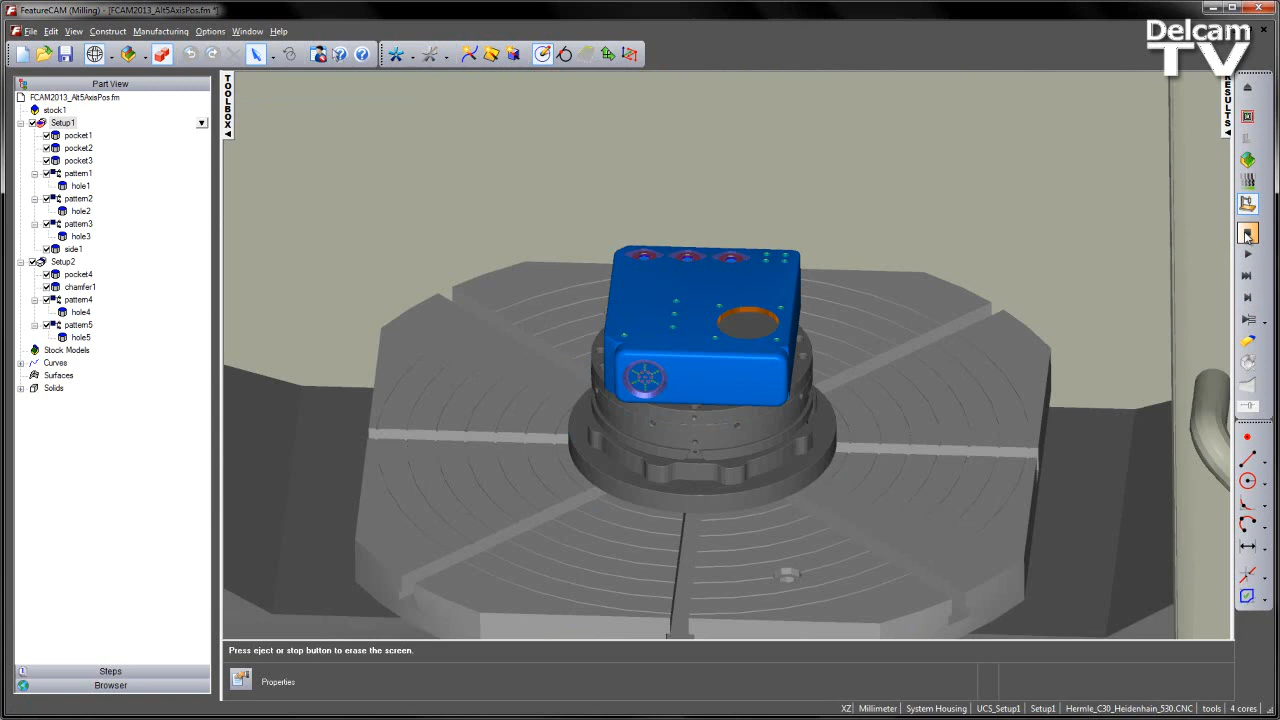 FeatureCAM (Milling) - [FCAM2013_Alt5AxisPos.fm *]
File Edit View Construct Manufacturing Options Window Help
Delcam
TV
Part View
FCAM2013_Alt5AxisPos.fm
stock1
Setup1
pocket1
pocket2
pocket3
pattern1
hole1
pattern2
hole2
pattern3
hole3
side1
Setup2
pocket4
chamfer1
pattern4
hole4
pattern5
hole5
Stock Models
Curves
Surfaces
Solids
Steps
Browser
TOOLBOX
RESULTS
Press eject or stop button to erase the screen.
Properties
XZ Millimeter System Housing UCS_Setup1 Setup1 Hermle_C30_Heidenhain_530.CNC tools 4 cores